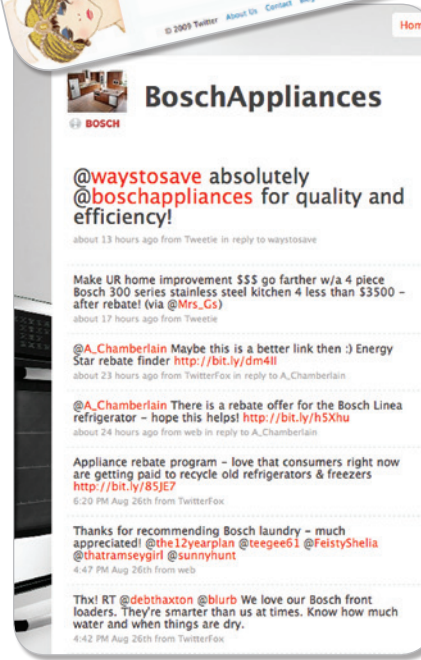 © 2009 Twitter About Us Contact
Hom
BoschAppliances
BOSCH
@waystosave absolutely
@boschappliances for quality and
efficiency!
about 13 hours ago from Tweetie in reply to waystosave
Make UR home improvement $$$ go farther w/a 4 piece
Bosch 300 series stainless steel kitchen 4 less than $3500 –
after rebate! (via @Mrs_Gs)
about 17 hours ago from Tweetie
@A_Chamberlain Maybe this is a better link then :) Energy
Star rebate finder http://bit.ly/dm4ll
about 23 hours ago from TwitterFox in reply to A_Chamberlain
@A_Chamberlain There is a rebate offer for the Bosch Linea
refrigerator – hope this helps! http://bit.ly/h5Xhu
about 24 hours ago from web in reply to A_Chamberlain
Appliance rebate program – love that consumers right now
are getting paid to recycle old refrigerators & freezers
http://bit.ly/85JE7
6:20 PM Aug 26th from TwitterFox
Thanks for recommending Bosch laundry – much
appreciated! @the12yearplan @teegee61 @FeistyShelia
@thatramseygirl @sunnyhunt
4:47 PM Aug 26th from web
Thx! RT @debthaxton @blurb We love our Bosch front
loaders. They're smarter than us at times. Know how much
water and when things are dry.
4:42 PM Aug 26th from TwitterFox